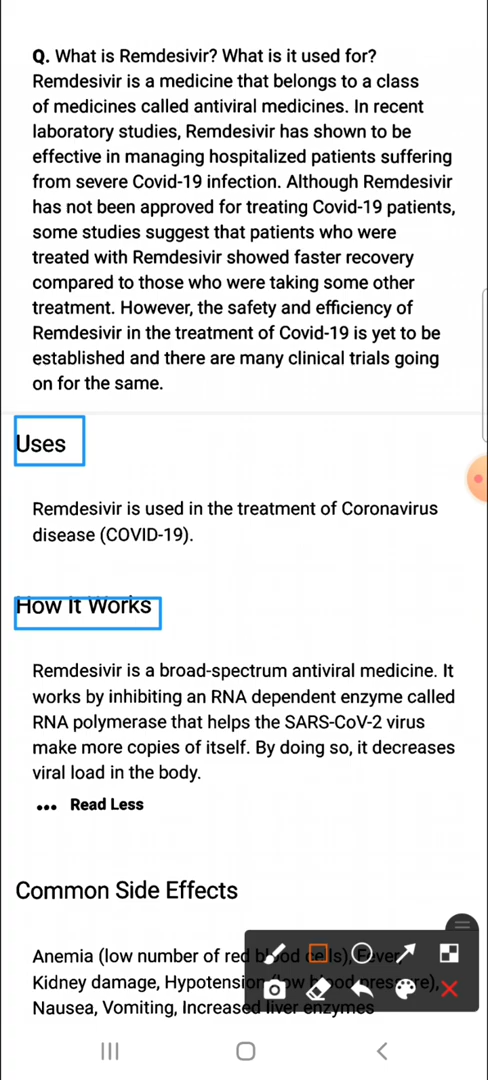 Q. What is Remdesivir? What is it used for?
Remdesivir is a medicine that belongs to a class
of medicines called antiviral medicines. In recent
laboratory studies, Remdesivir has shown to be
effective in managing hospitalized patients suffering
from severe Covid-19 infection. Although Remdesivir
has not been approved for treating Covid-19 patients,
some studies suggest that patients who were
treated with Remdesivir showed faster recovery
compared to those who were taking some other
treatment. However, the safety and efficiency of
Remdesivir in the treatment of Covid-19 is yet to be
established and there are many clinical trials going
on for the same.
Uses
Remdesivir is used in the treatment of Coronavirus
disease (COVID-19).
How It Works
Remdesivir is a broad-spectrum antiviral medicine. It
works by inhibiting an RNA dependent enzyme called
RNA polymerase that helps the SARS-CoV-2 virus
make more copies of itself. By doing so, it decreases
viral load in the body.
••• Read Less
Common Side Effects
Anemia (low number of red blood cells), Fever,
Kidney damage, Hypotension (low blood pressure),
Nausea, Vomiting, Increased liver enzymes